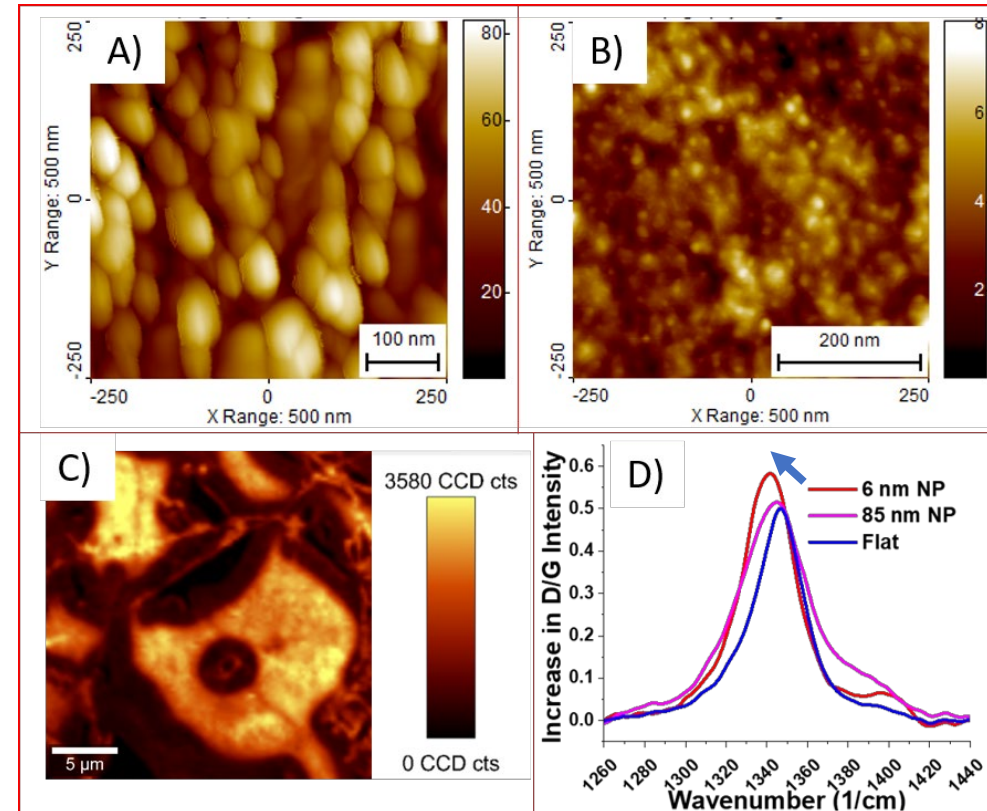 A)
250
0
-250
Y Range: 500 nm
-250
0
250
X Range: 500 nm
100 nm
80
60
40
20
B)
250
0
-250
Y Range: 500 nm
-250
0
250
X Range: 500 nm
200 nm
8
6
4
2
C)
5 µm
3580 CCD cts
0 CCD cts
D)
Increase in D/G Intensity
0.6
0.5
0.4
0.3
0.2
0.1
0.0
6 nm NP
85 nm NP
Flat
1260 1280 1300 1320 1340 1360 1380 1400 1420 1440
Wavenumber (1/cm)